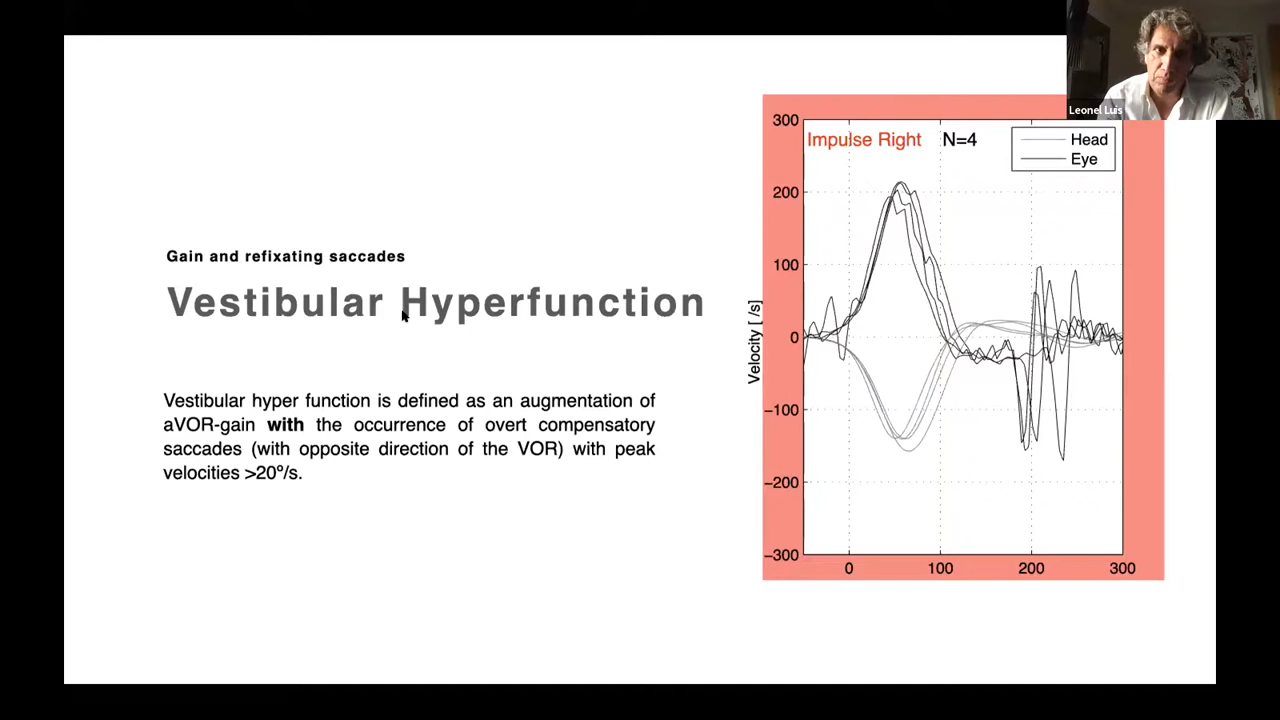 Leonel Luis
Gain and refixating saccades
Vestibular Hyperfunction
Vestibular hyper function is defined as an augmentation of
aVOR-gain with the occurrence of overt compensatory
saccades (with opposite direction of the VOR) with peak
velocities >20º/s.
Impulse Right N=4
Head
Eye
Velocity [ /s]
300
200
100
0
−100
−200
−300
0 100 200 300